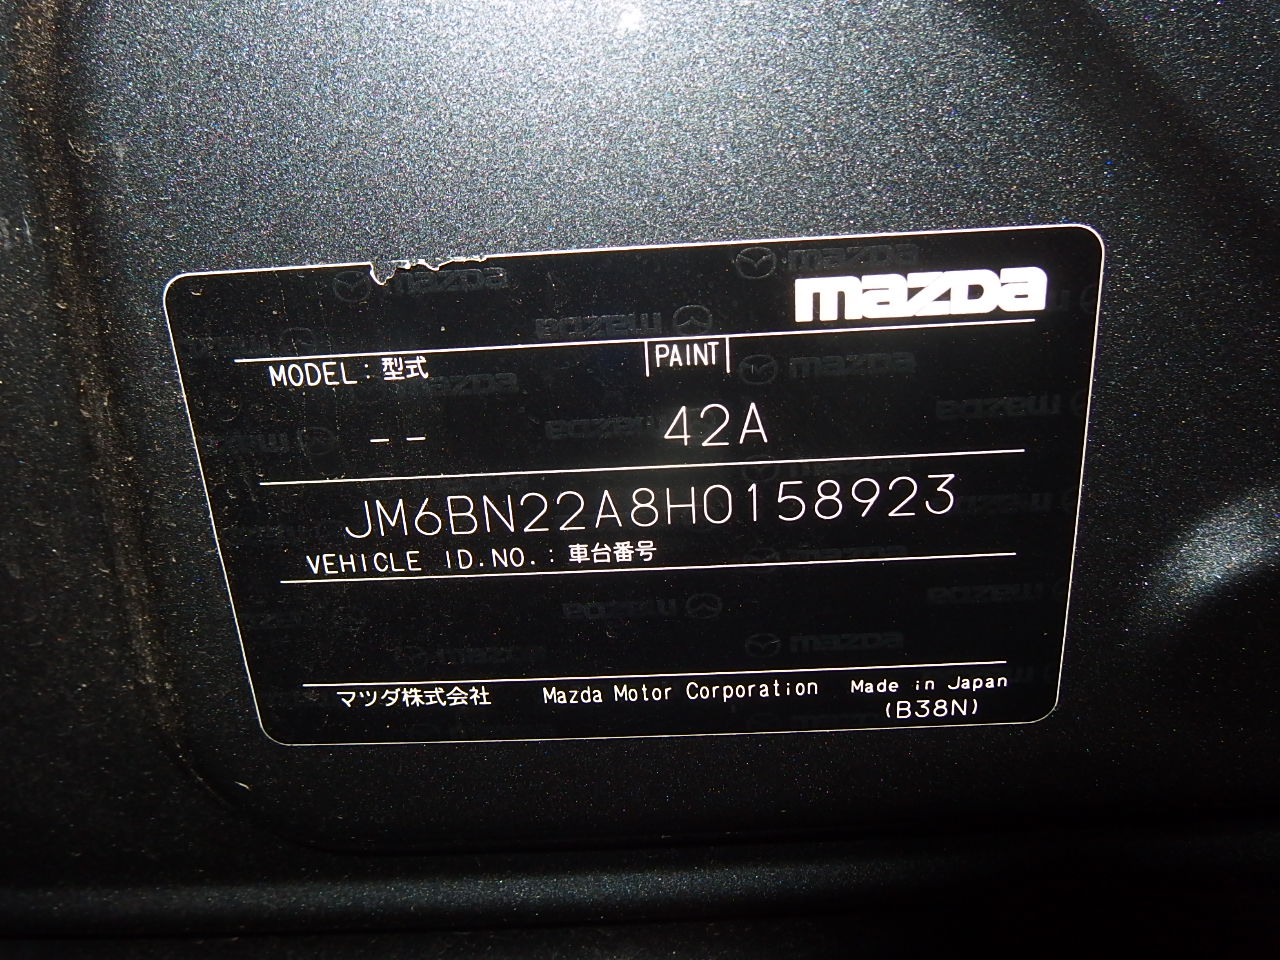 mazda
MODEL: 型式
PAINT
--
42A
JM6BN22A8H0158923
VEHICLE ID.NO.: 車台番号
マツダ株式会社 Mazda Motor Corporation Made in Japan
(B38N)